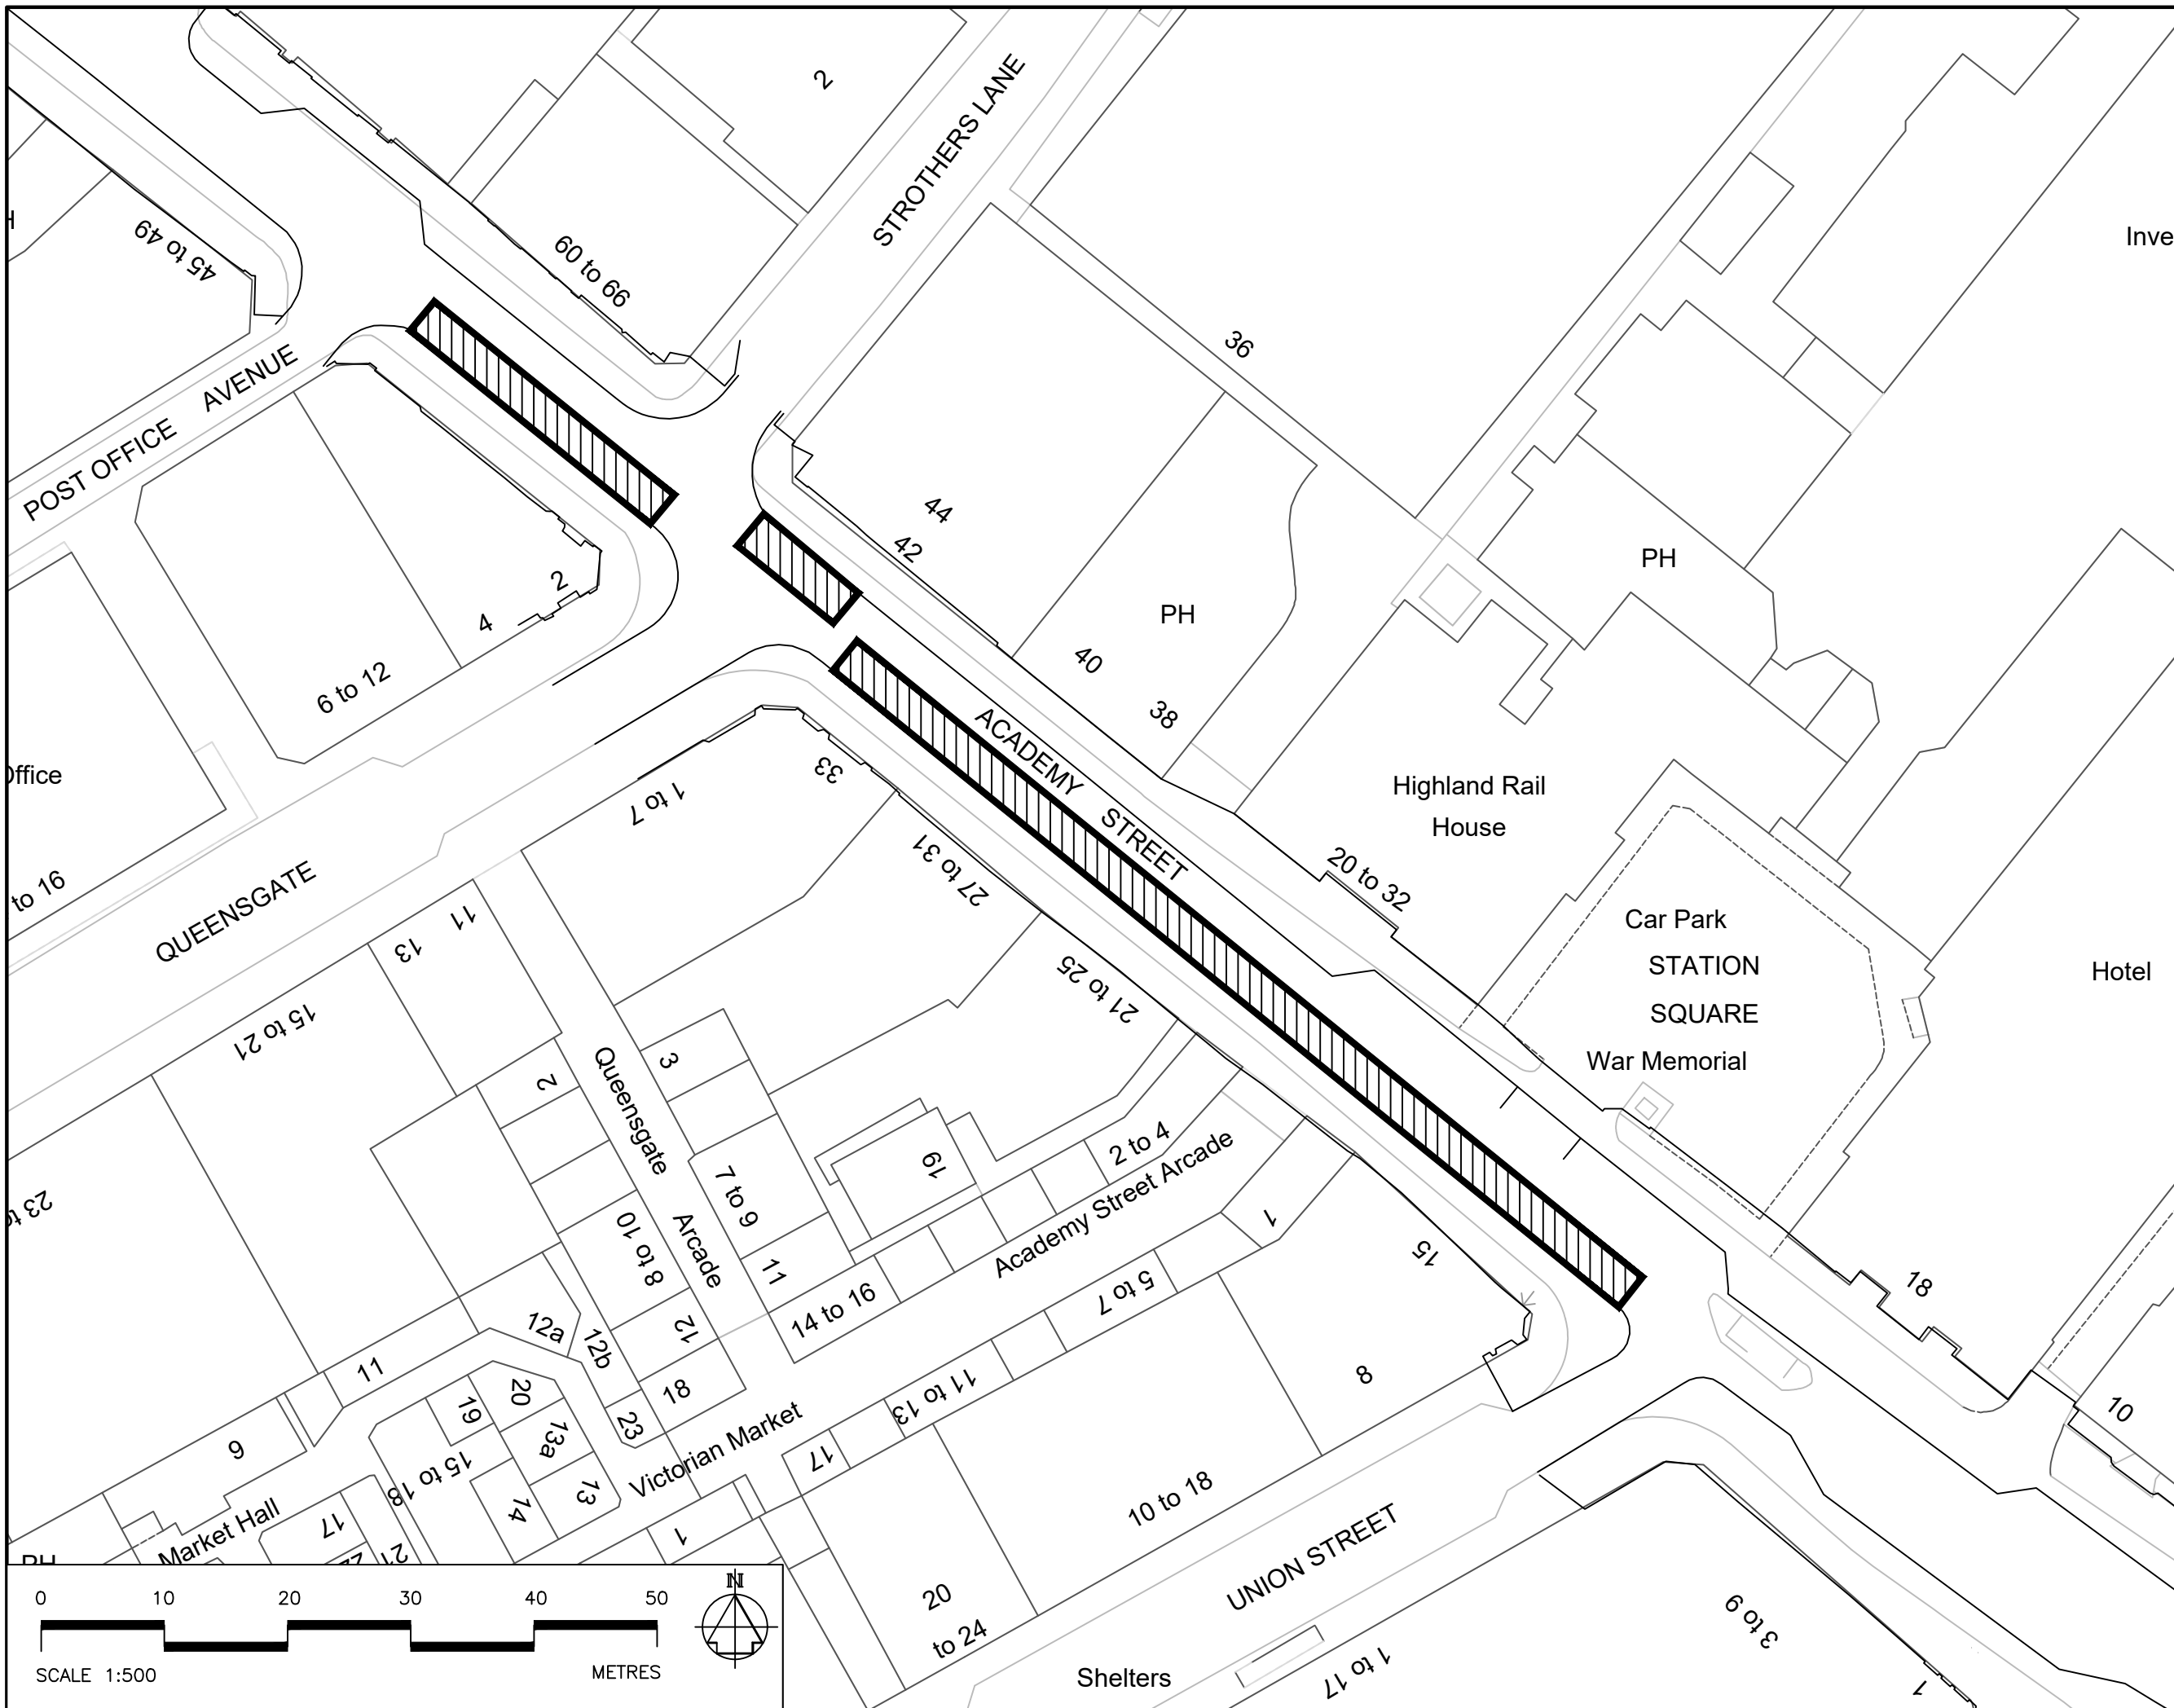 2
STROTHERS LANE
45 to 49
60 to 66
36
Inve
POST OFFICE AVENUE
44
42
PH
PH
2
4
6 to 12
40
38
ACADEMY STREET
Highland Rail
House
20 to 32
Office
to 16
QUEENSGATE
1 to 7
33
27 to 31
21 to 25
Car Park
STATION
SQUARE
War Memorial
Hotel
11
13
15 to 21
3
2
Queensgate Arcade
7 to 9
19
2 to 4
Academy Street Arcade
1
15
18
10
23 to
8 to 10
11
14 to 16
5 to 7
12
12a
12b
11
18
8
20
19
23
13a
11 to 13
9
15 to 18
17
Victorian Market
13
14
10 to 18
17
Market Hall
1
21
22
PH
20
to 24
UNION STREET
3 to 9
Shelters
1 to 17
1
0 10 20 30 40 50
SCALE 1:500
METRES
N